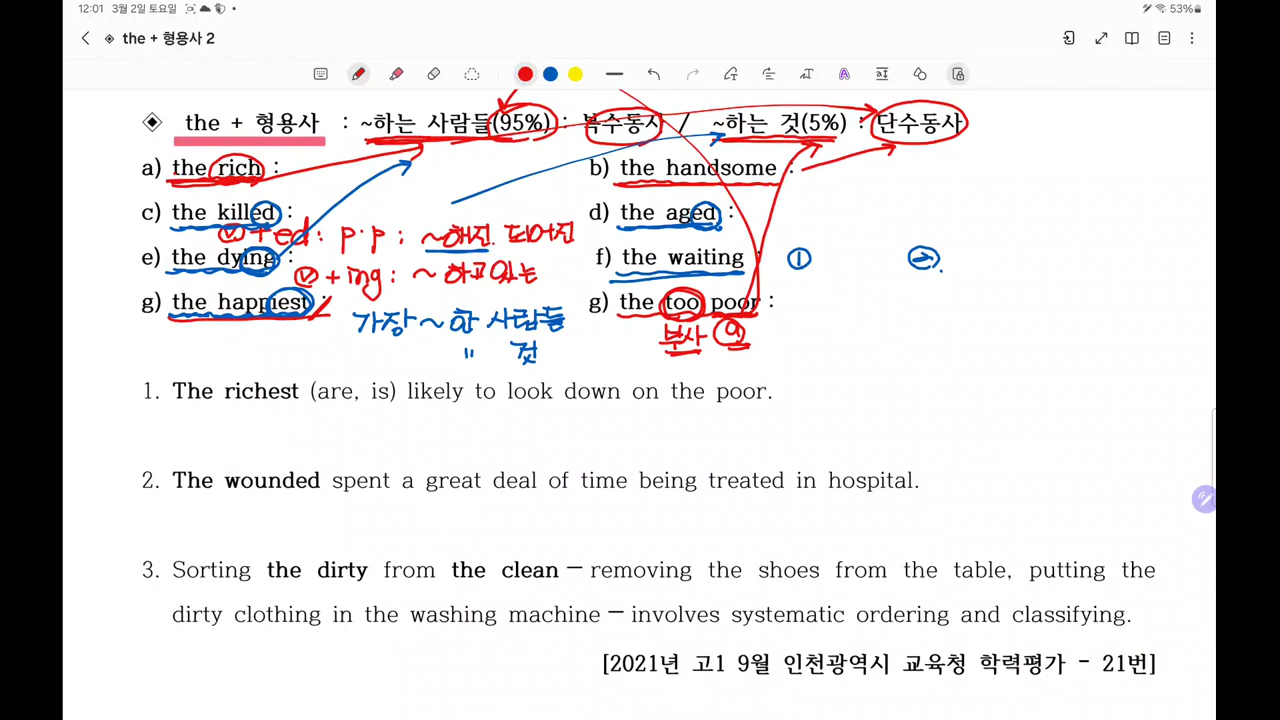 12:01 3월 2일 토요일 53%
the + 형용사 2
◈ the + 형용사 : ~하는 사람들(95%) : 복수동사 / ~하는 것(5%) : 단수동사
a) the rich : b) the handsome :
c) the killed : d) the aged :
ⓥ + ed : p.p : ~해진. 되어진
e) the dying : f) the waiting : ① ②
ⓥ + ing : ~ 하고 있는
g) the happiest : g) the too poor :
가장 ~ 한 사람들 부사 형
" 것
1. The richest (are, is) likely to look down on the poor.
2. The wounded spent a great deal of time being treated in hospital.
3. Sorting the dirty from the clean — removing the shoes from the table, putting the
dirty clothing in the washing machine — involves systematic ordering and classifying.
[2021년 고1 9월 인천광역시 교육청 학력평가 - 21번]